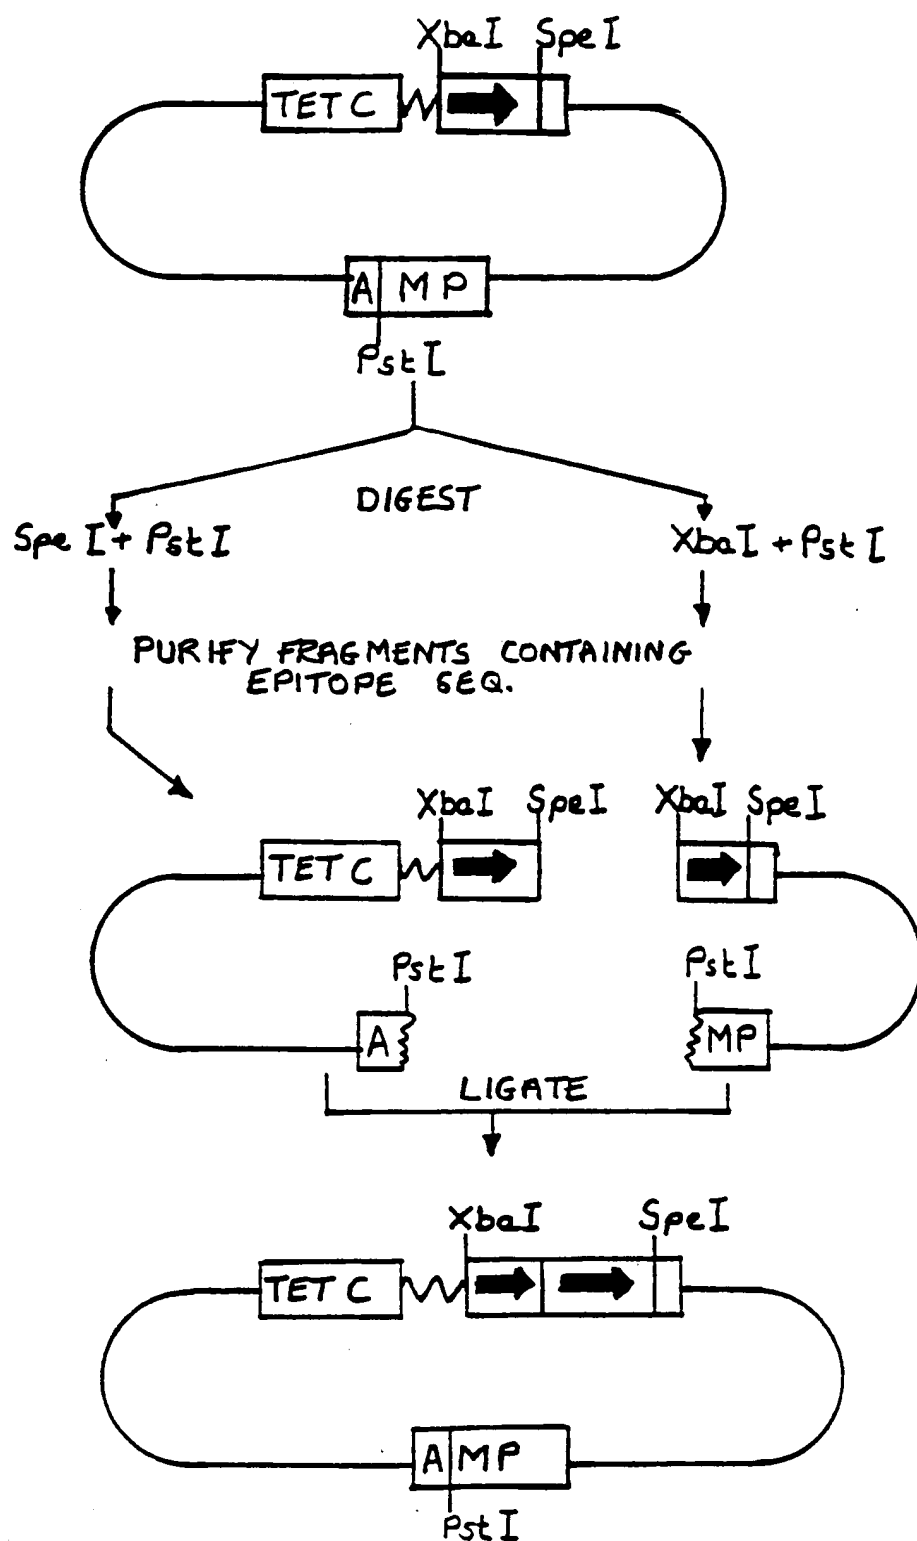 XbaI SpeI
TET C
A MP
PstI
DIGEST
Spe I + PstI
XbaI + PstI
PURIFY FRAGMENTS CONTAINING
EPITOPE SEQ.
XbaI SpeI XbaI SpeI
TET C
PstI PstI
A MP
LIGATE
XbaI SpeI
TET C
A MP
PstI